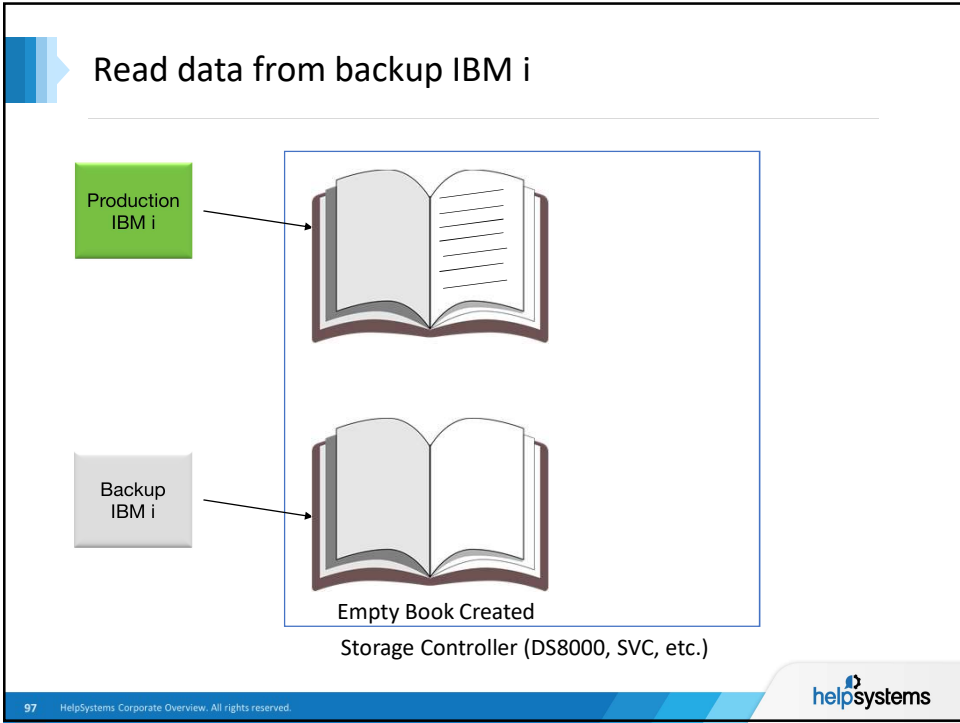 Read data from backup IBM i
Production
IBM i
Backup
IBM i
Empty Book Created
Storage Controller (DS8000, SVC, etc.)
97 HelpSystems Corporate Overview. All rights reserved.
helpsystems